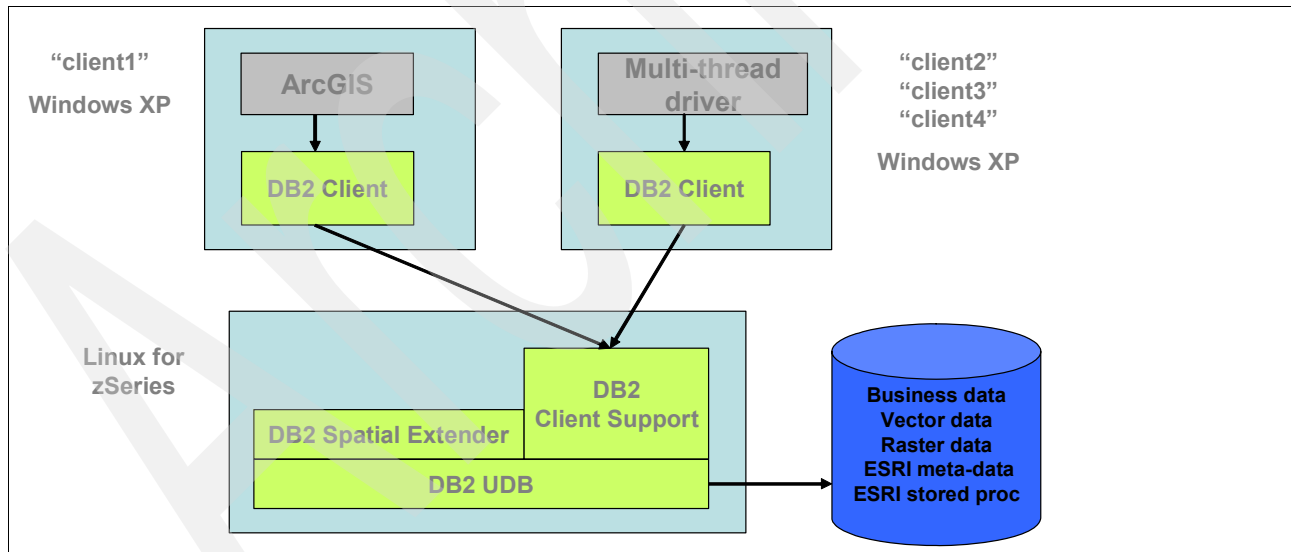 “client1”
Windows XP
ArcGIS
DB2 Client
Multi-thread
driver
DB2 Client
“client2”
“client3”
“client4”
Windows XP
Linux for
zSeries
DB2
Client Support
DB2 Spatial Extender
DB2 UDB
Business data
Vector data
Raster data
ESRI meta-data
ESRI stored proc